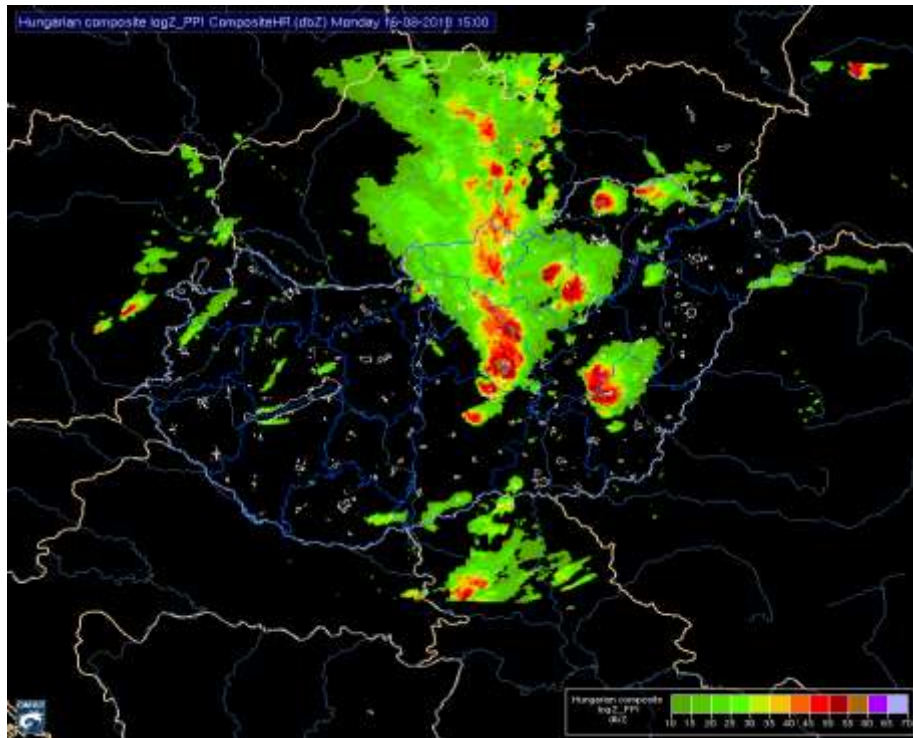 Hungarian composite logZ_PPI CompositeHR (dbZ) Monday 16-08-2010 15:00
Hungarian composite
logZ_PPI
(dbZ)
10 15 20 25 30 35 40 45 50 55 60 65 70